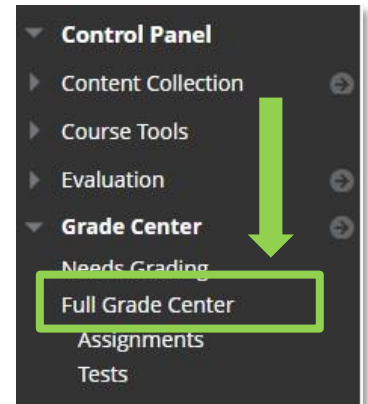 Control Panel
Content Collection
Course Tools
Evaluation
Grade Center
Needs Grading
Full Grade Center
Assignments
Tests